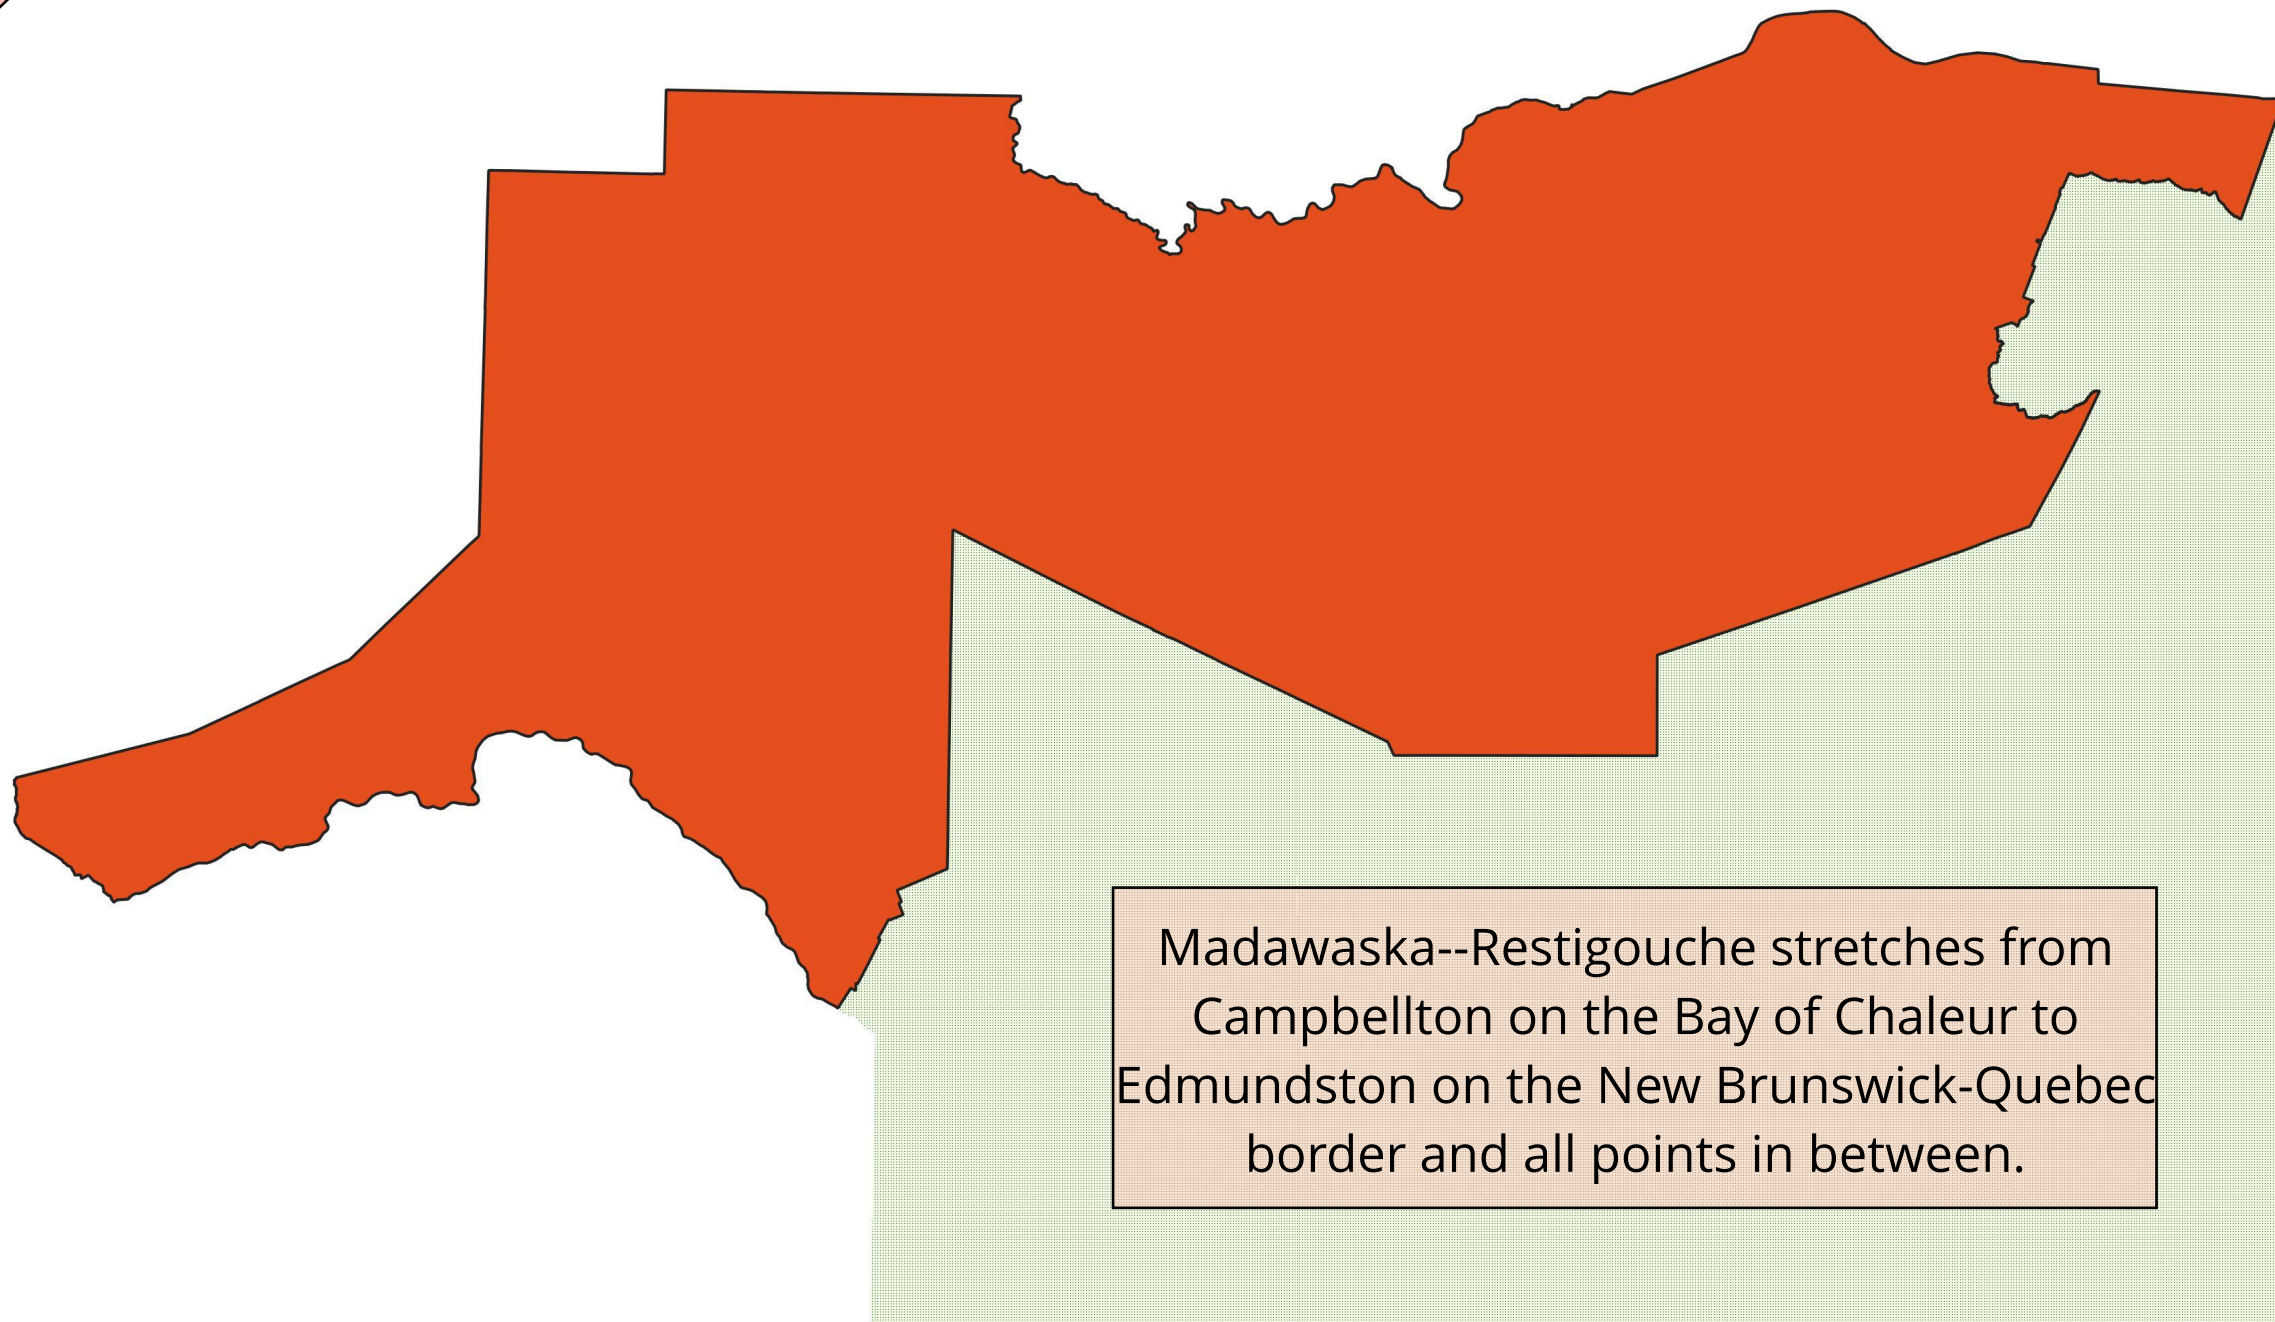 Madawaska--Restigouche stretches from
Campbellton on the Bay of Chaleur to
Edmundston on the New Brunswick-Quebec
border and all points in between.